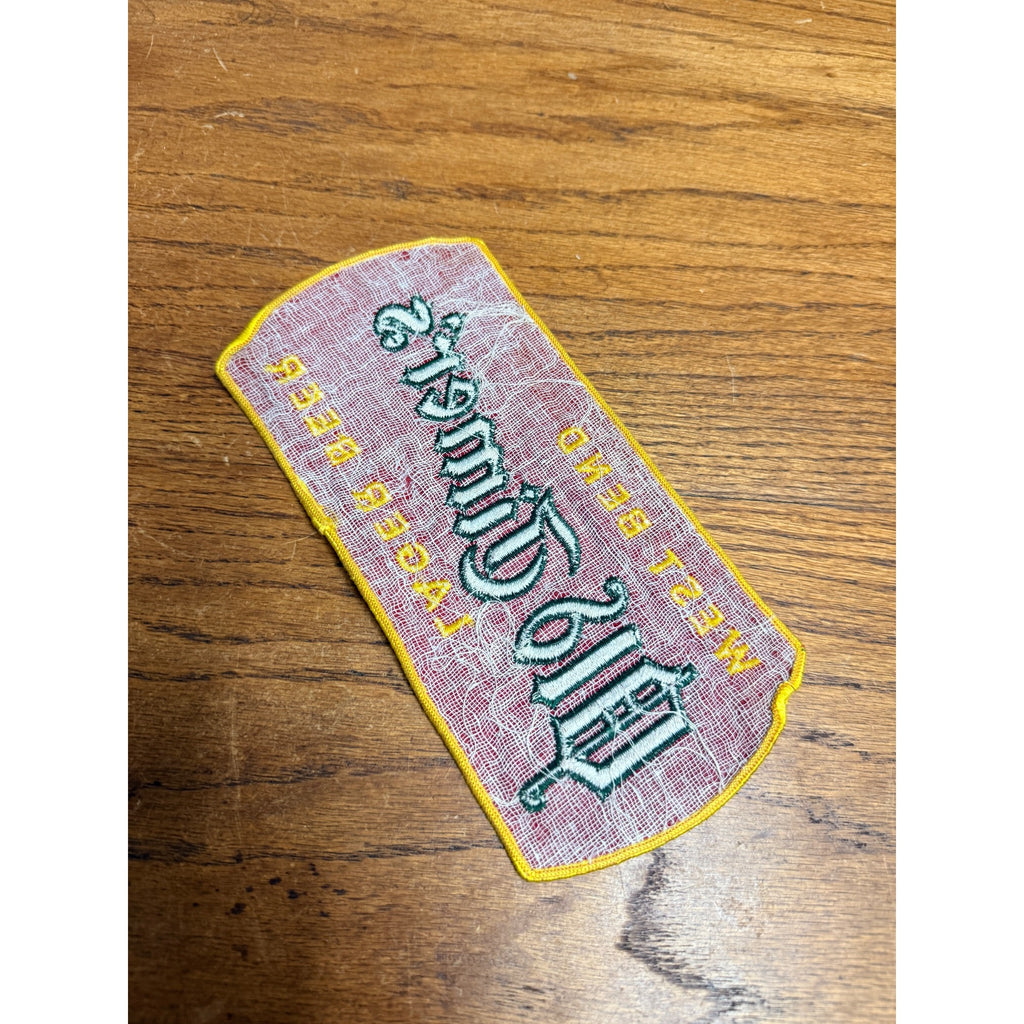 WEST BEND
Old Timer's
LAGER BEER